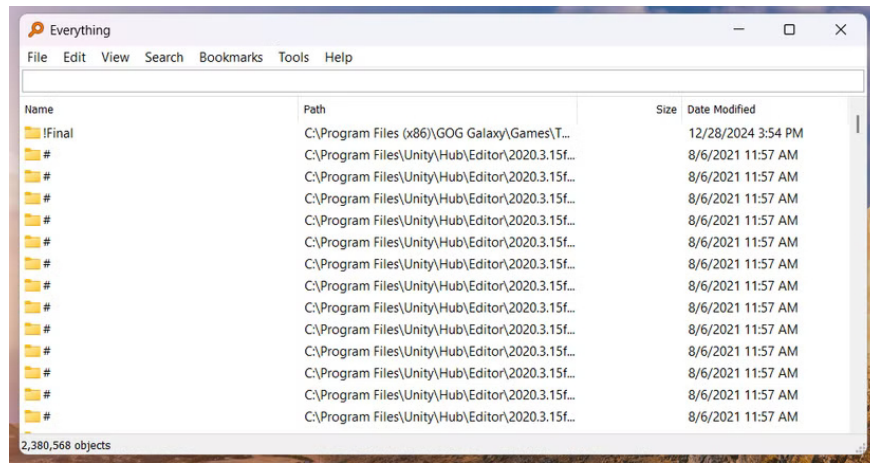 Everything
File Edit View Search Bookmarks Tools Help
Name Path Size Date Modified
!Final C:\Program Files (x86)\GOG Galaxy\Games\T... 12/28/2024 3:54 PM
# C:\Program Files\Unity\Hub\Editor\2020.3.15f... 8/6/2021 11:57 AM
# C:\Program Files\Unity\Hub\Editor\2020.3.15f... 8/6/2021 11:57 AM
# C:\Program Files\Unity\Hub\Editor\2020.3.15f... 8/6/2021 11:57 AM
# C:\Program Files\Unity\Hub\Editor\2020.3.15f... 8/6/2021 11:57 AM
# C:\Program Files\Unity\Hub\Editor\2020.3.15f... 8/6/2021 11:57 AM
# C:\Program Files\Unity\Hub\Editor\2020.3.15f... 8/6/2021 11:57 AM
# C:\Program Files\Unity\Hub\Editor\2020.3.15f... 8/6/2021 11:57 AM
# C:\Program Files\Unity\Hub\Editor\2020.3.15f... 8/6/2021 11:57 AM
# C:\Program Files\Unity\Hub\Editor\2020.3.15f... 8/6/2021 11:57 AM
# C:\Program Files\Unity\Hub\Editor\2020.3.15f... 8/6/2021 11:57 AM
# C:\Program Files\Unity\Hub\Editor\2020.3.15f... 8/6/2021 11:57 AM
# C:\Program Files\Unity\Hub\Editor\2020.3.15f... 8/6/2021 11:57 AM
# C:\Program Files\Unity\Hub\Editor\2020.3.15f... 8/6/2021 11:57 AM
2,380,568 objects